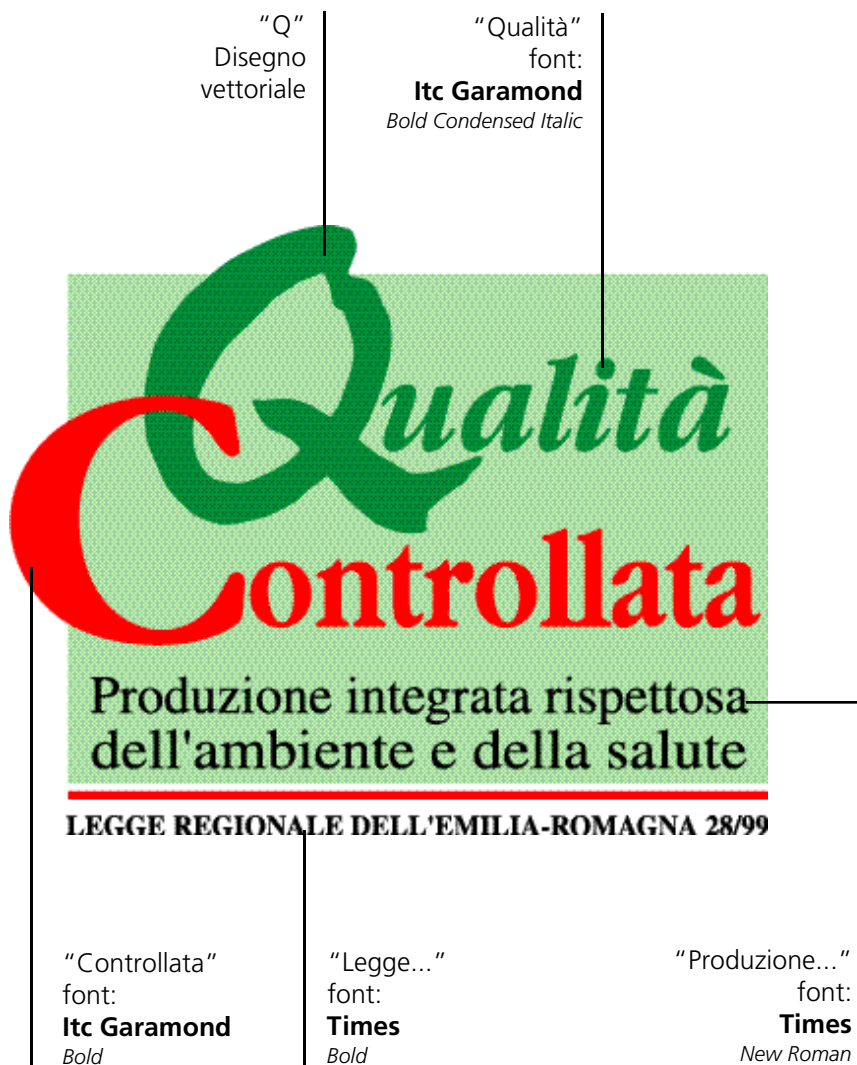 “Q”
Disegno
vettoriale
“Qualità”
font:
Itc Garamond
Bold Condensed Italic
Qualità
Controllata
Produzione integrata rispettosa
dell'ambiente e della salute
LEGGE REGIONALE DELL'EMILIA-ROMAGNA 28/99
“Controllata”
font:
Itc Garamond
Bold
“Legge...”
font:
Times
Bold
“Produzione...”
font:
Times
New Roman